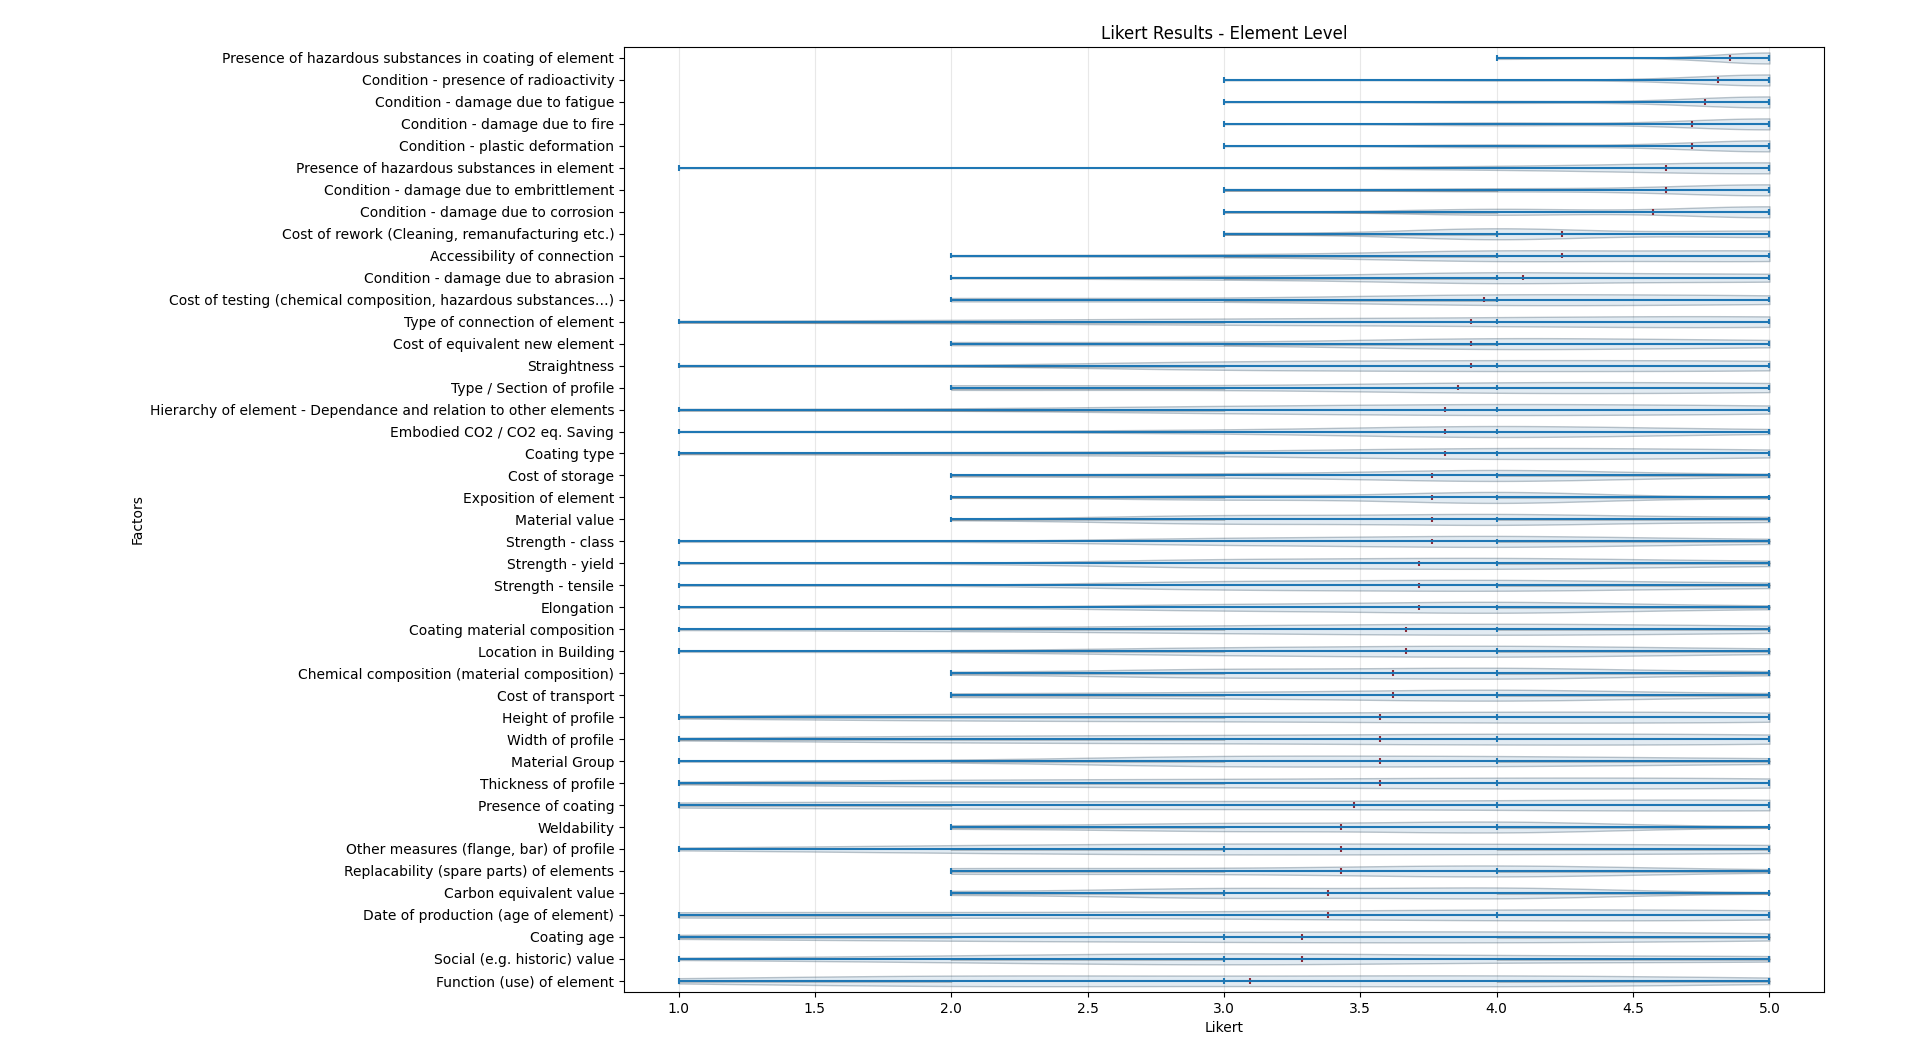 Likert Results - Element Level
Presence of hazardous substances in coating of element
Condition - presence of radioactivity
Condition - damage due to fatigue
Condition - damage due to fire
Condition - plastic deformation
Presence of hazardous substances in element
Condition - damage due to embrittlement
Condition - damage due to corrosion
Cost of rework (Cleaning, remanufacturing etc.)
Accessibility of connection
Condition - damage due to abrasion
Cost of testing (chemical composition, hazardous substances...)
Type of connection of element
Cost of equivalent new element
Straightness
Type / Section of profile
Hierarchy of element - Dependance and relation to other elements
Embodied CO2 / CO2 eq. Saving
Coating type
Cost of storage
Exposition of element
Material value
Strength - class
Strength - yield
Strength - tensile
Elongation
Coating material composition
Location in Building
Chemical composition (material composition)
Cost of transport
Height of profile
Width of profile
Material Group
Thickness of profile
Presence of coating
Weldability
Other measures (flange, bar) of profile
Replacability (spare parts) of elements
Carbon equivalent value
Date of production (age of element)
Coating age
Social (e.g. historic) value
Function (use) of element
Factors
1.0 1.5 2.0 2.5 3.0 3.5 4.0 4.5 5.0
Likert